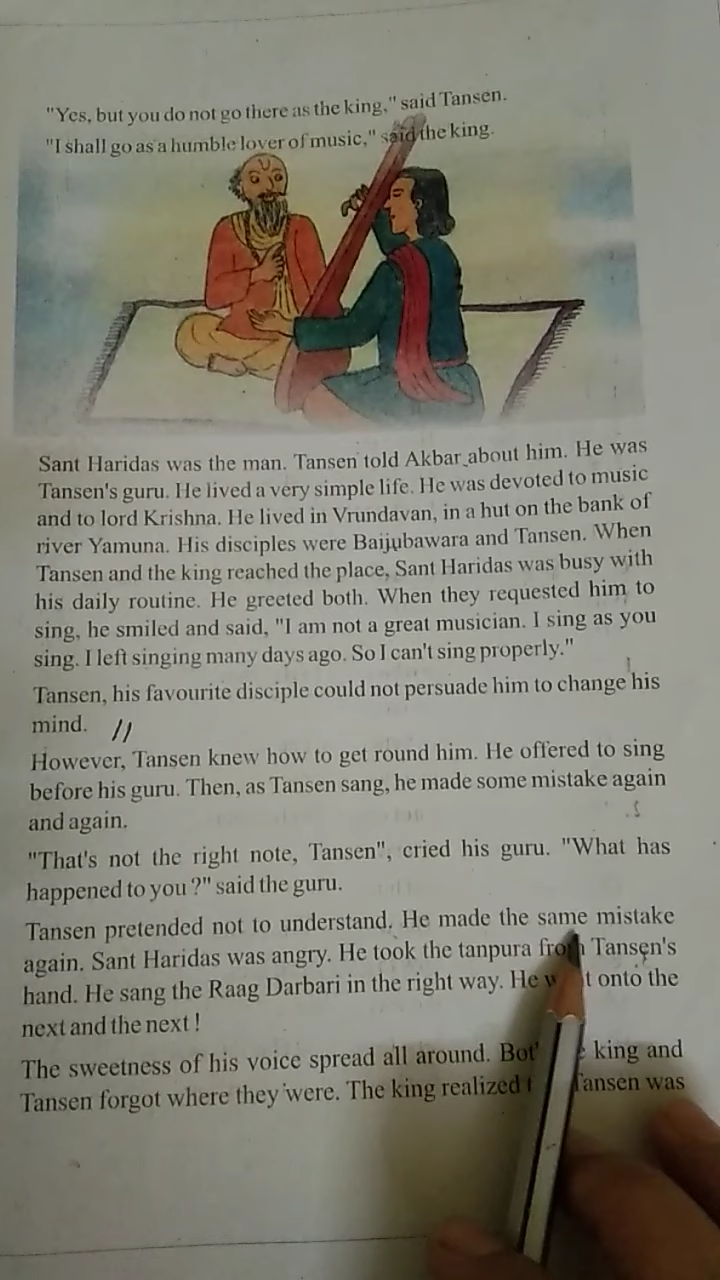 "Yes, but you do not go there as the king," said Tansen.
"I shall go as a humble lover of music," said the king.
Sant Haridas was the man. Tansen told Akbar about him. He was
Tansen's guru. He lived a very simple life. He was devoted to music
and to lord Krishna. He lived in Vrundavan, in a hut on the bank of
river Yamuna. His disciples were Baijubawara and Tansen. When
Tansen and the king reached the place, Sant Haridas was busy with
his daily routine. He greeted both. When they requested him to
sing, he smiled and said, "I am not a great musician. I sing as you
sing. I left singing many days ago. So I can't sing properly."
Tansen, his favourite disciple could not persuade him to change his
mind.
However, Tansen knew how to get round him. He offered to sing
before his guru. Then, as Tansen sang, he made some mistake again
and again.
"That's not the right note, Tansen", cried his guru. "What has
happened to you ?" said the guru.
Tansen pretended not to understand. He made the same mistake
again. Sant Haridas was angry. He took the tanpura from Tansen's
hand. He sang the Raag Darbari in the right way. He onto the
next and the next !
The sweetness of his voice spread all around. king and
Tansen forgot where they were. The king realized Tansen was